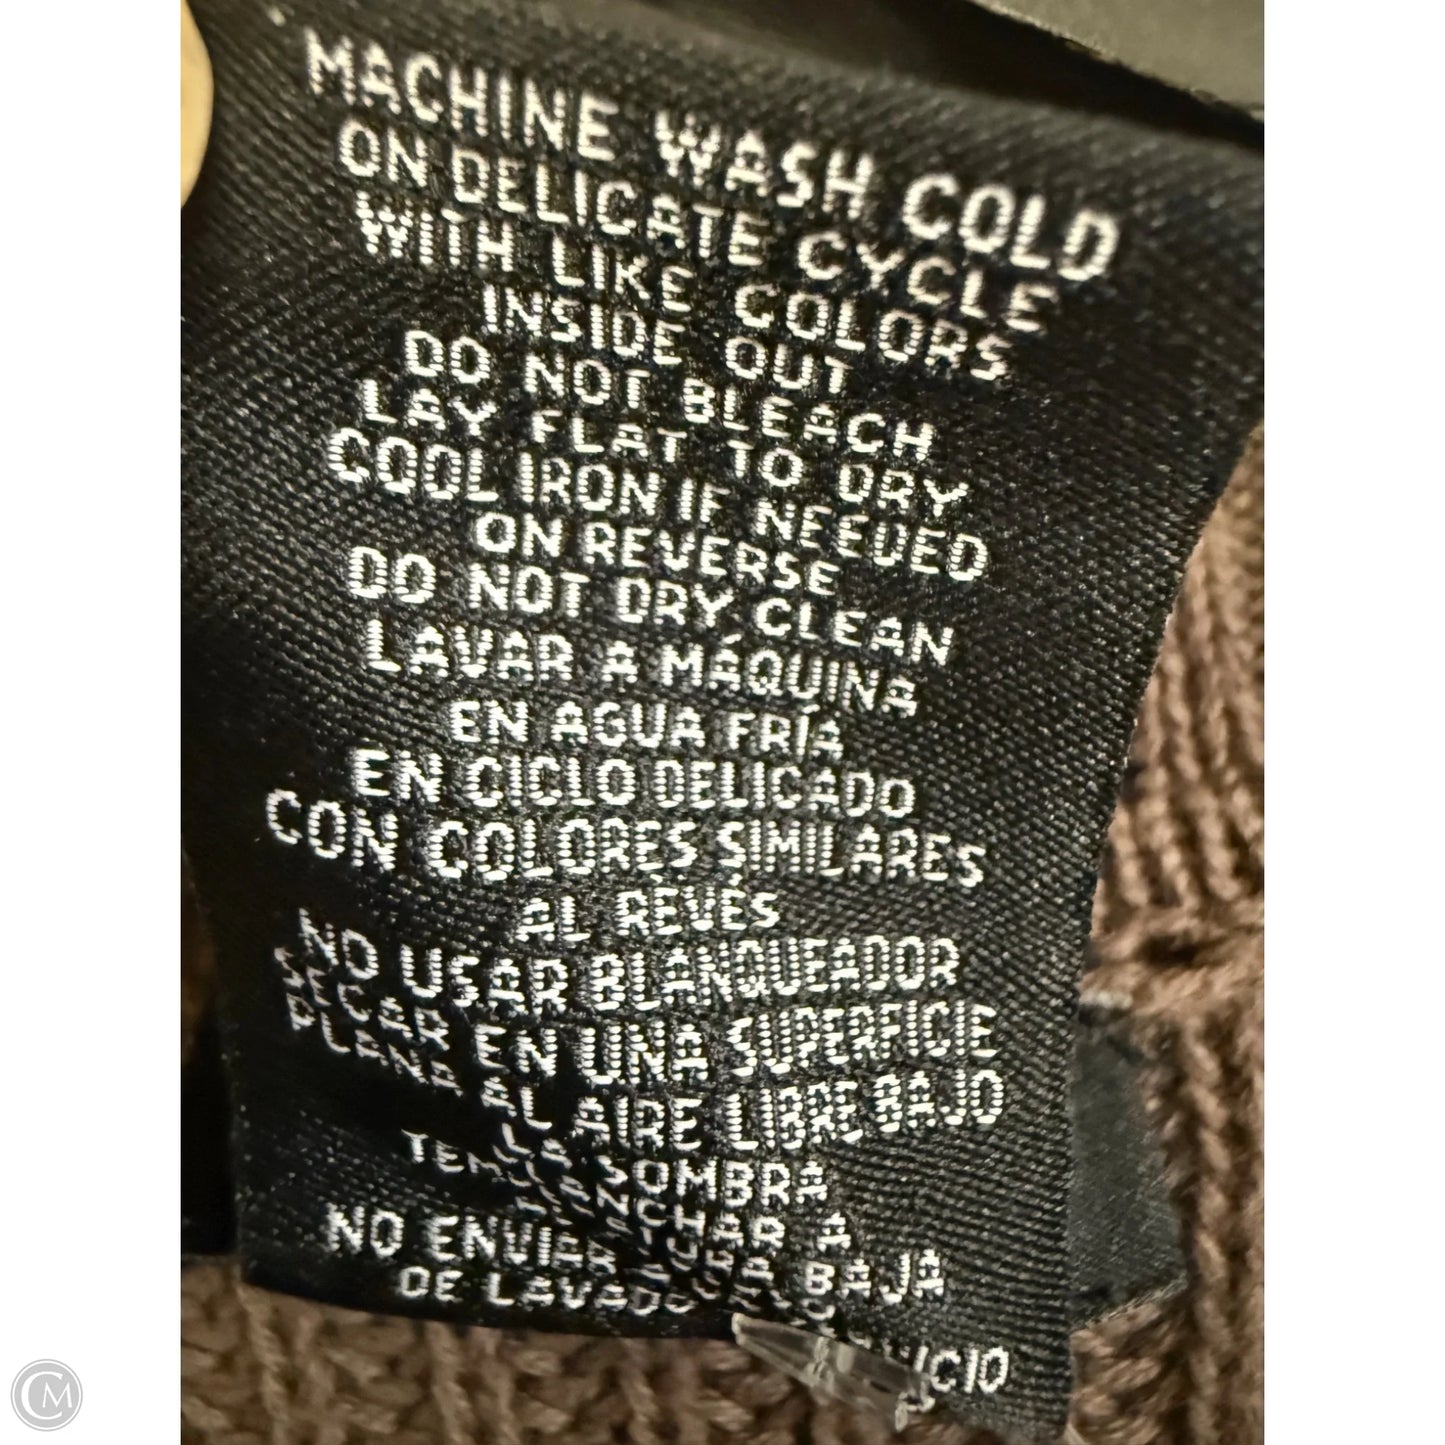 MACHINE WASH COLD
ON DELICATE CYCLE
WITH LIKE COLORS
INSIDE OUT
DO NOT BLEACH
LAY FLAT TO DRY
COOL IRON IF NEEDED
ON REVERSE
DO NOT DRY CLEAN
LAVAR A MÁQUINA
EN AGUA FRÍA
EN CICLO DELICADO
CON COLORES SIMILARES
AL REVÉS
NO USAR BLANQUEADOR
SECAR EN UNA SUPERFICIE
PLANA AL AIRE LIBRE BAJO
LA SOMBRA
A
BAJA
NO ENVIAR
DE LAVADO
CM